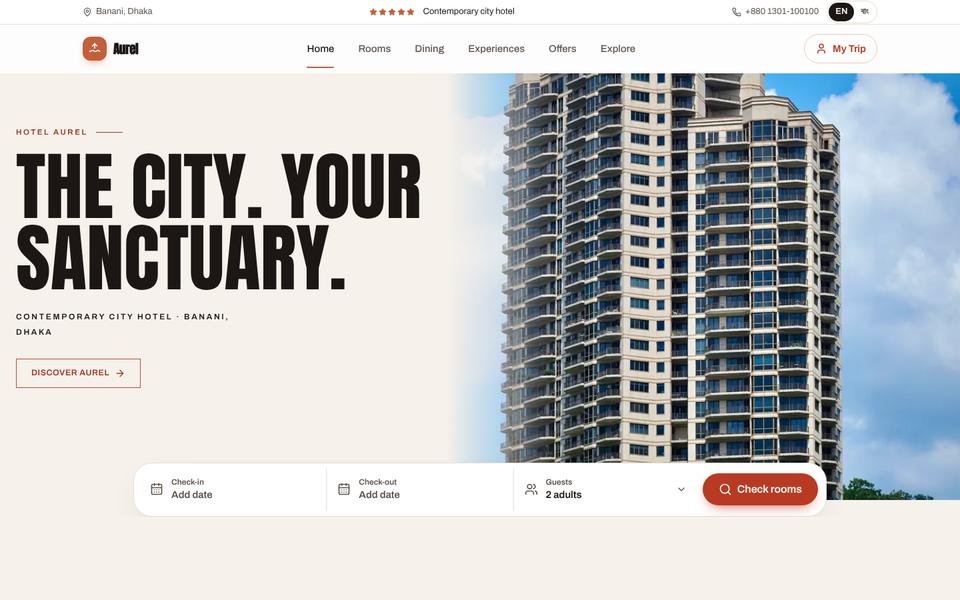 Banani, Dhaka
Contemporary city hotel
+880 1301-100100
EN
বাং
Aurel
Home
Rooms
Dining
Experiences
Offers
Explore
My Trip
HOTEL AUREL
THE CITY. YOUR
SANCTUARY.
CONTEMPORARY CITY HOTEL · BANANI,
DHAKA
DISCOVER AUREL
Check-in
Add date
Check-out
Add date
Guests
2 adults
Check rooms